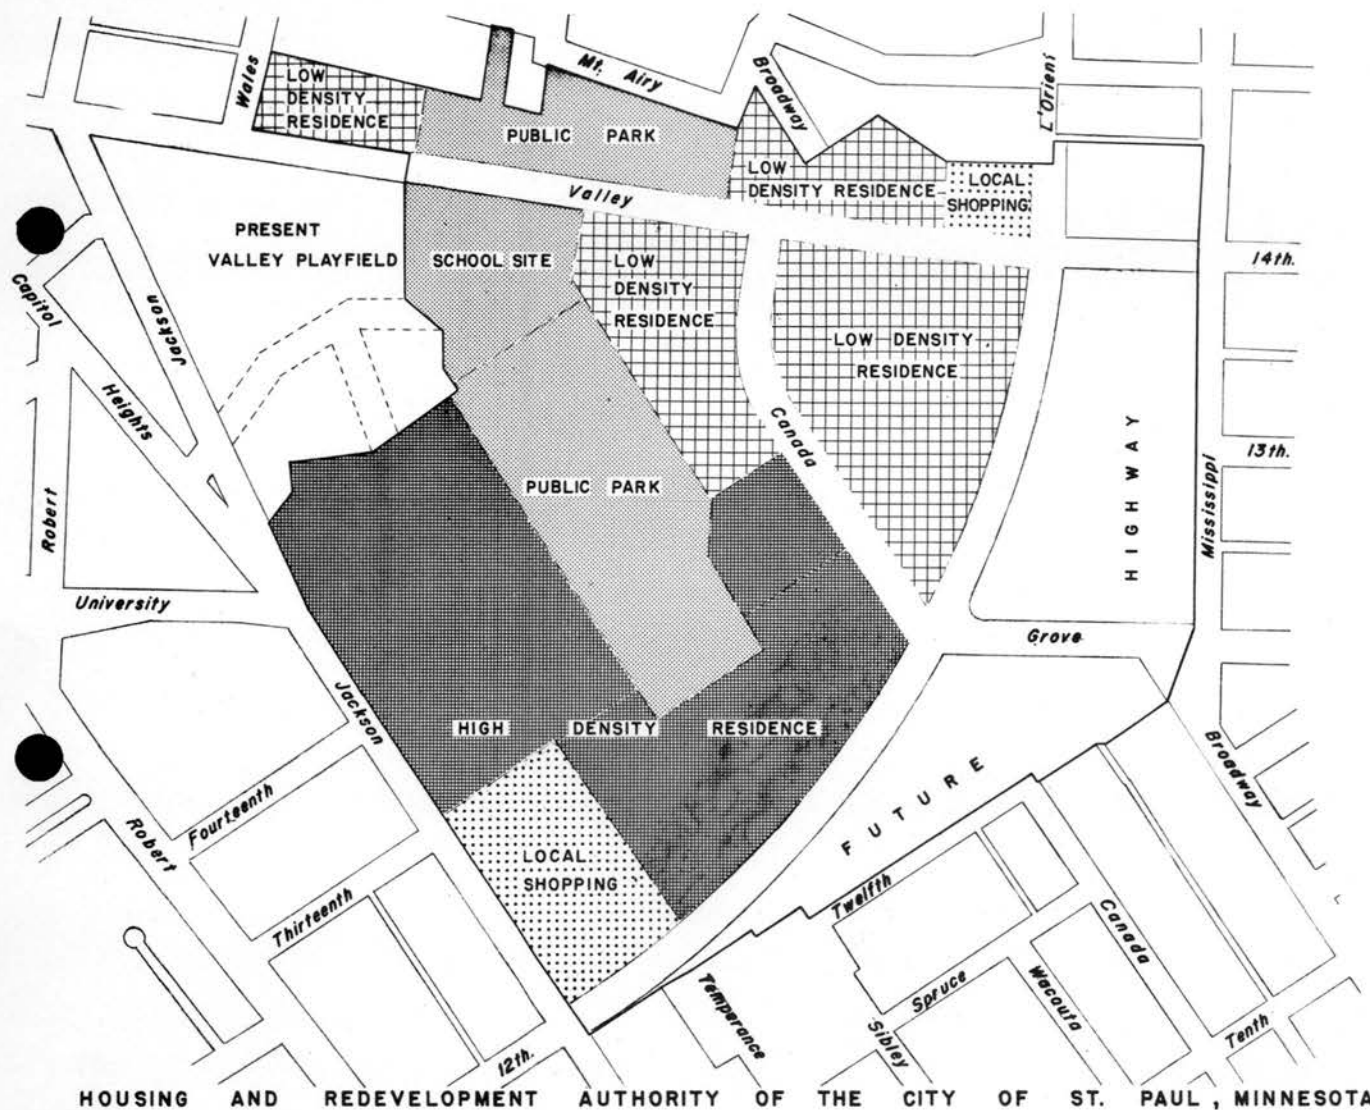 Mt. Airy
Broadway
L'Orient
Wales
LOW
DENSITY
RESIDENCE
PUBLIC PARK
LOW
DENSITY RESIDENCE
LOCAL
SHOPPING
Valley
PRESENT
VALLEY PLAYFIELD
SCHOOL SITE
LOW
DENSITY
RESIDENCE
14th.
Capitol
Heights
Jackson
LOW DENSITY
RESIDENCE
Canada
HIGHWAY
13th.
Mississippi
Robert
PUBLIC PARK
University
Grove
Jackson
HIGH DENSITY RESIDENCE
FUTURE
Broadway
Fourteenth
Robert
LOCAL
SHOPPING
Thirteenth
Twelfth
Canada
Spruce
Wacouta
Temperance
Sibley
Tenth
12th.
HOUSING AND REDEVELOPMENT AUTHORITY OF THE CITY OF ST. PAUL, MINNESOTA